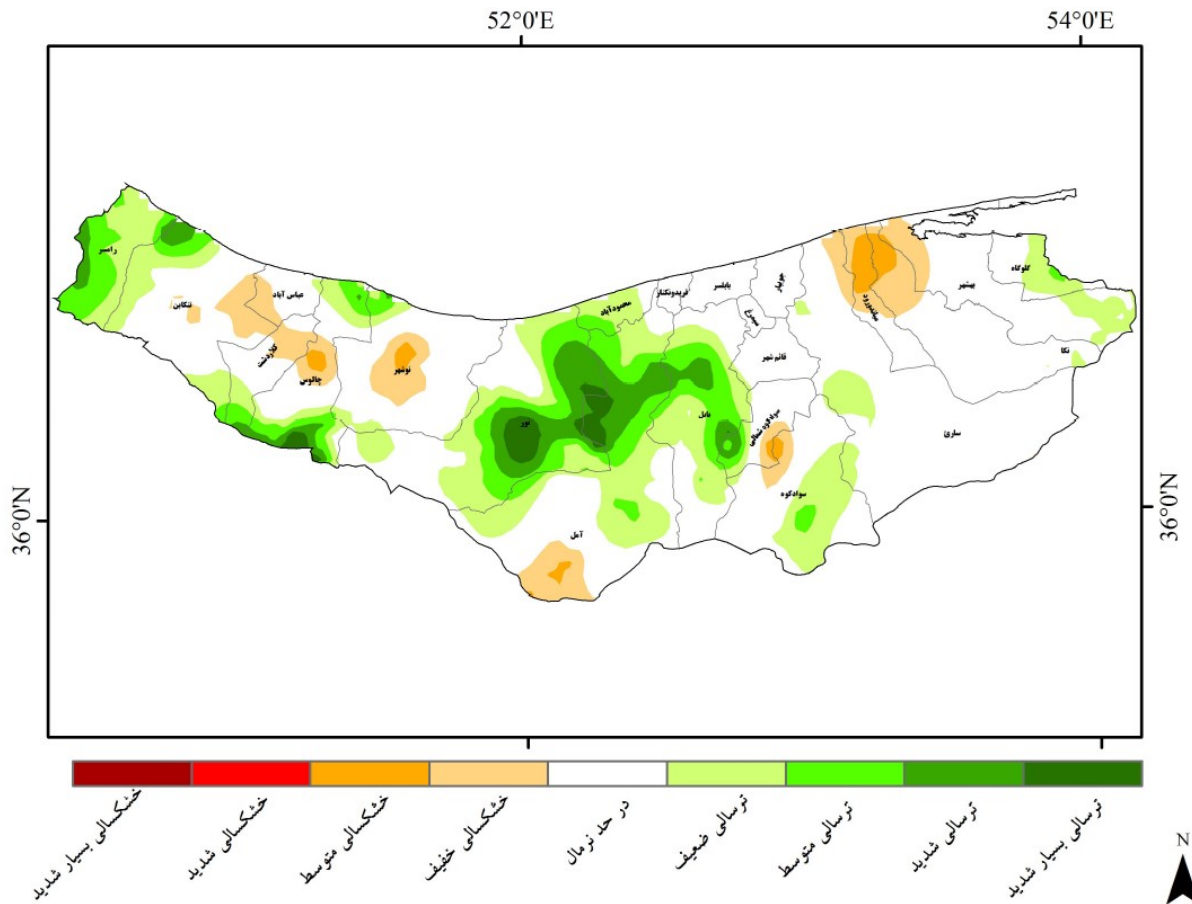 52°0'E
54°0'E
رامسر
تنکابن
عباس آباد
کلاردشت
چالوس
نوشهر
نور
محمودآباد
آمل
فریدونکنار
بابلسر
بابل
جویبار
سیمرغ
قائم شهر
سوادکوه شمالی
سوادکوه
میاندورود
ساری
بهشهر
نکا
گلوگاه
36°0'N
36°0'N
خشکسالی بسیار شدید
خشکسالی شدید
خشکسالی متوسط
خشکسالی خفیف
در حد نرمال
ترسالی ضعیف
ترسالی متوسط
ترسالی شدید
ترسالی بسیار شدید
N